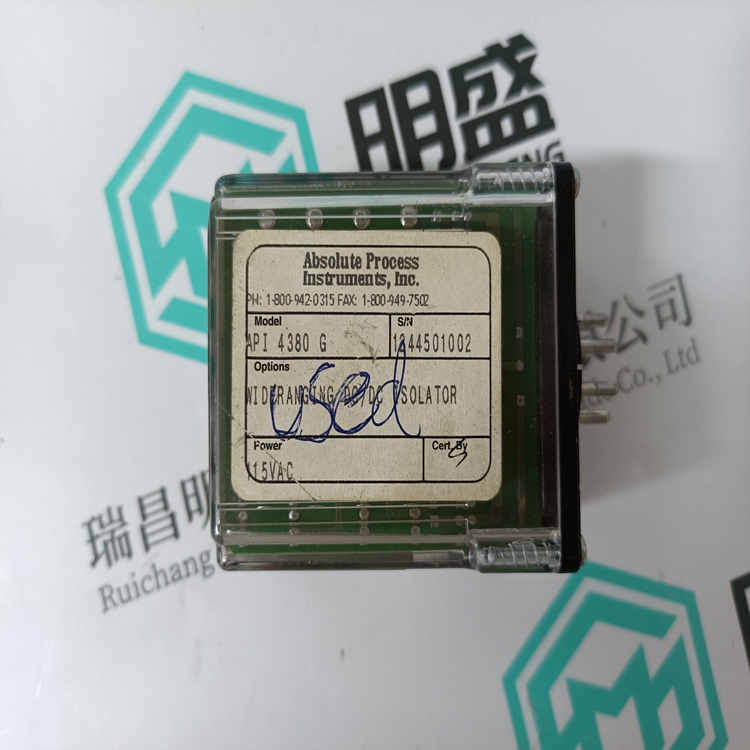 明盛
Absolute Process
Instruments, Inc.
PH: 1-800-942-0315 FAX: 1-800-949-7502
Model
API 4380 G
S/N
1244501002
Options
WIDERANGING DC/DC ISOLATOR
used
Power
115VAC
Cert. By
公司
Co., Ltd
瑞昌明
Ruichang